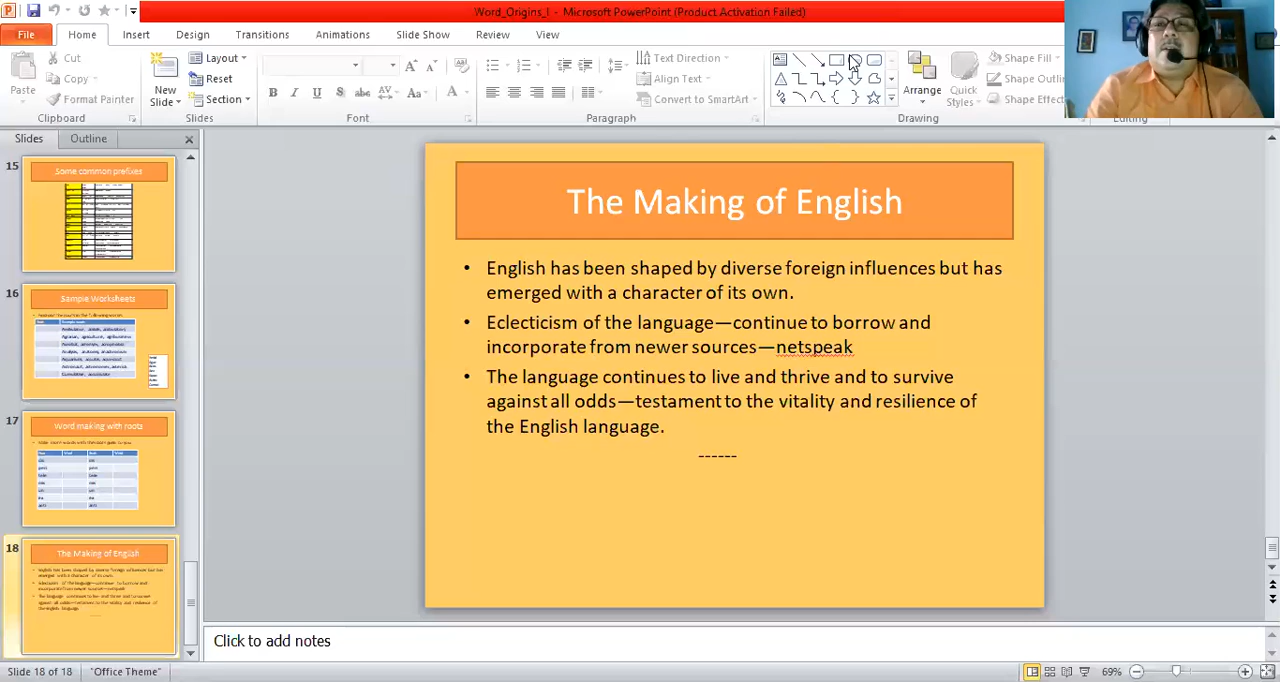 Word_Origins_I - Microsoft PowerPoint (Product Activation Failed)
File Home Insert Design Transitions Animations Slide Show Review View
Paste
Cut
Copy
Format Painter
Clipboard
New
Slide
Layout
Reset
Section
Slides
B I U S abc AV Aa A
Font
Text Direction
Align Text
Convert to SmartArt
Paragraph
Arrange
Quick
Styles
Shape Fill
Shape Outli
Shape Effec
Drawing
Editing
Slides Outline
15
Some common prefixes
16
Sample Worksheets
17
Word making with roots
18
The Making of English
The Making of English
• English has been shaped by diverse foreign influences but has
emerged with a character of its own.
• Eclecticism of the language—continue to borrow and
incorporate from newer sources—netspeak
• The language continues to live and thrive and to survive
against all odds—testament to the vitality and resilience of
the English language.
------
Click to add notes
Slide 18 of 18 "Office Theme" 69%